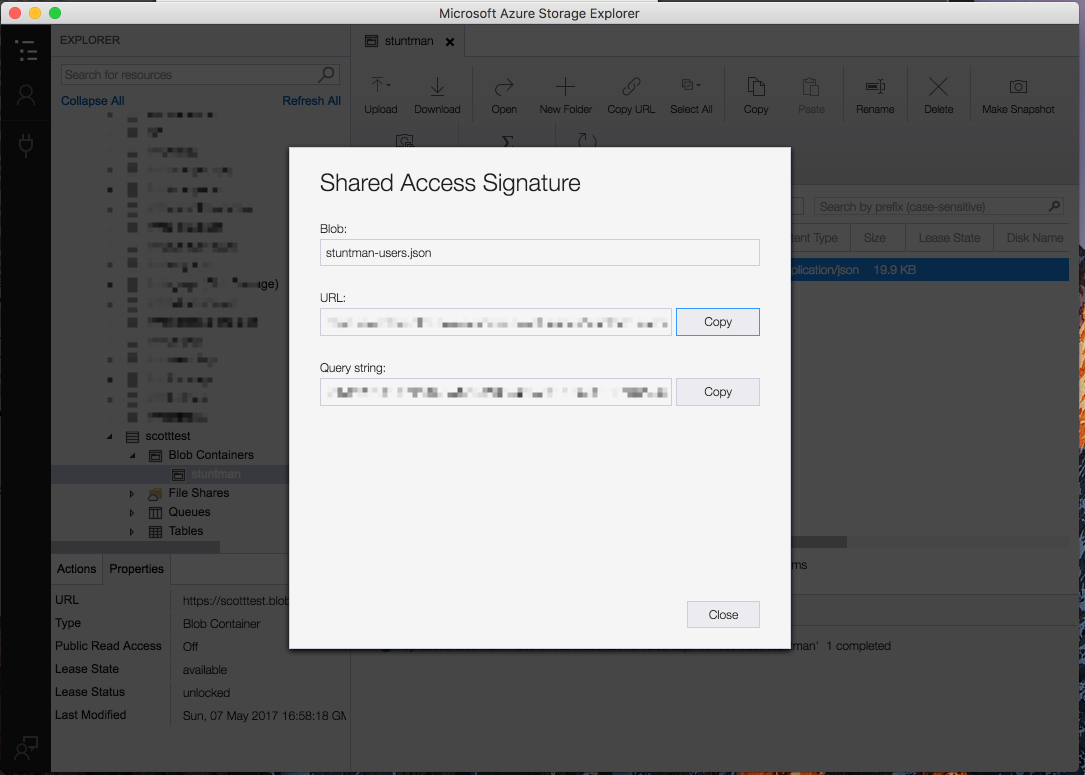 Microsoft Azure Storage Explorer
EXPLORER
Search for resources
Collapse All Refresh All
age)
scotttest
Blob Containers
stuntman
File Shares
Queues
Tables
Actions Properties
URL https://scotttest.blob
Type Blob Container
Public Read Access Off
Lease State available
Lease Status unlocked
Last Modified Sun, 07 May 2017 16:58:18 GM
stuntman
Upload Download Open New Folder Copy URL Select All Copy Paste Rename Delete Make Snapshot
Search by prefix (case-sensitive)
tent Type Size Lease State Disk Name
plication/json 19.9 KB
ms
man' 1 completed
Shared Access Signature
Blob:
stuntman-users.json
URL:
Copy
Query string:
Copy
Close